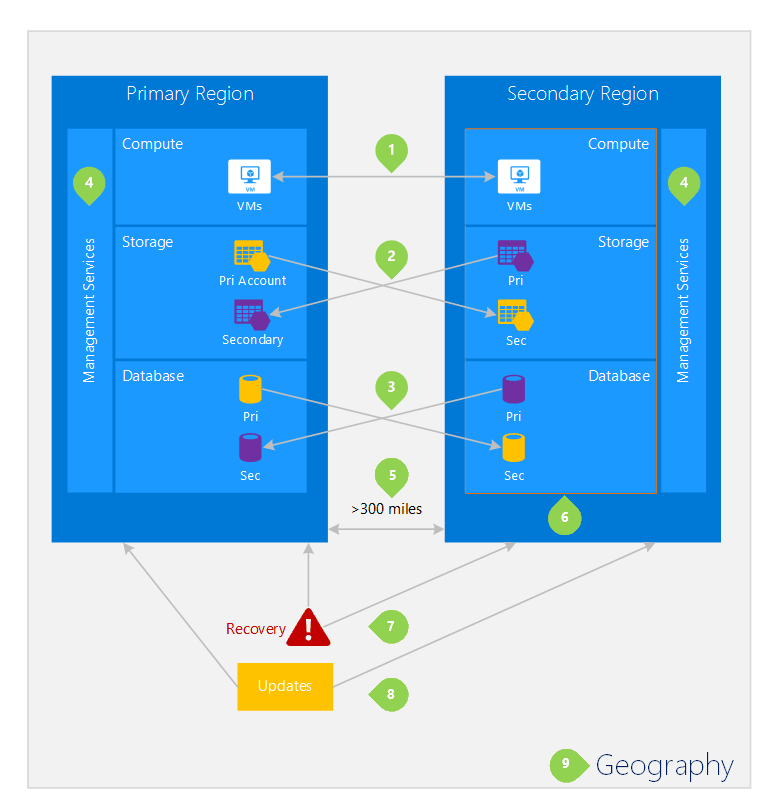 Primary Region
Secondary Region
Compute
1
Compute
4
VM
VM
4
VMs
VMs
Storage
2
Storage
Pri Account
Pri
Management Services
Management Services
Secondary
Sec
Database
3
Database
Pri
Pri
Sec
5
Sec
>300 miles
6
Recovery
7
Updates
8
9
Geography